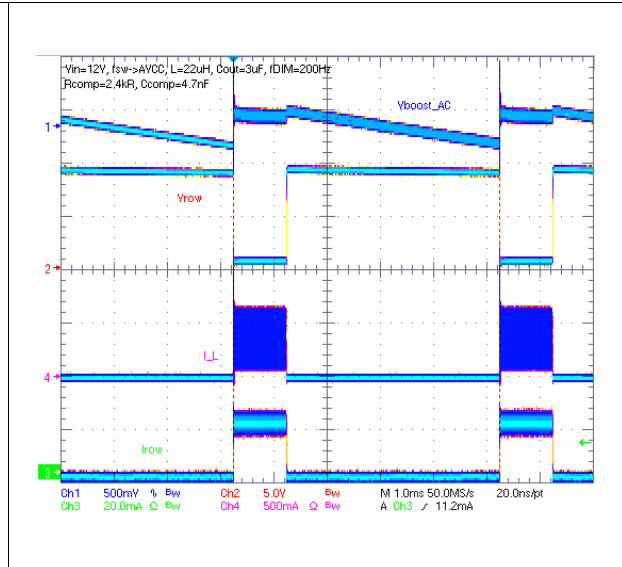 Vin=12V, fsw->AVCC, L=22uH, Cout=3uF, fDIM=200Hz
Rcomp=2,4kR, Ccomp=4.7nF
Vboost_AC
1
Vrow
2
I_L
4
Irow
3
Ch1 500mV ∿ Bw Ch2 5.0V Bw M 1.0ms 50.0MS/s 20.0ns/pt
Ch3 20.0mA Ω Bw Ch4 500mA Ω Bw A Ch3 ⁄ 11.2mA